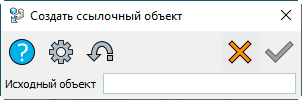 Создать ссылочный объект
Исходный объект